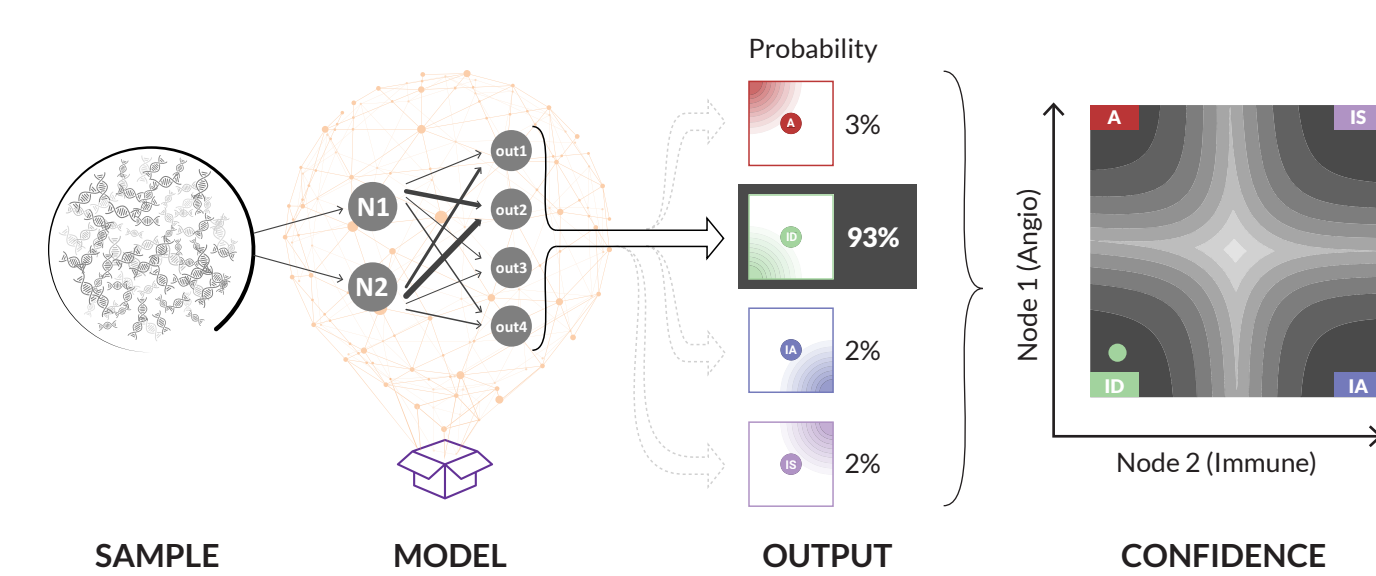 Probability
N1
N2
out1
out2
out3
out4
A
3%
ID
93%
IA
2%
IS
2%
Node 1 (Angio)
A
IS
ID
IA
Node 2 (Immune)
SAMPLE
MODEL
OUTPUT
CONFIDENCE